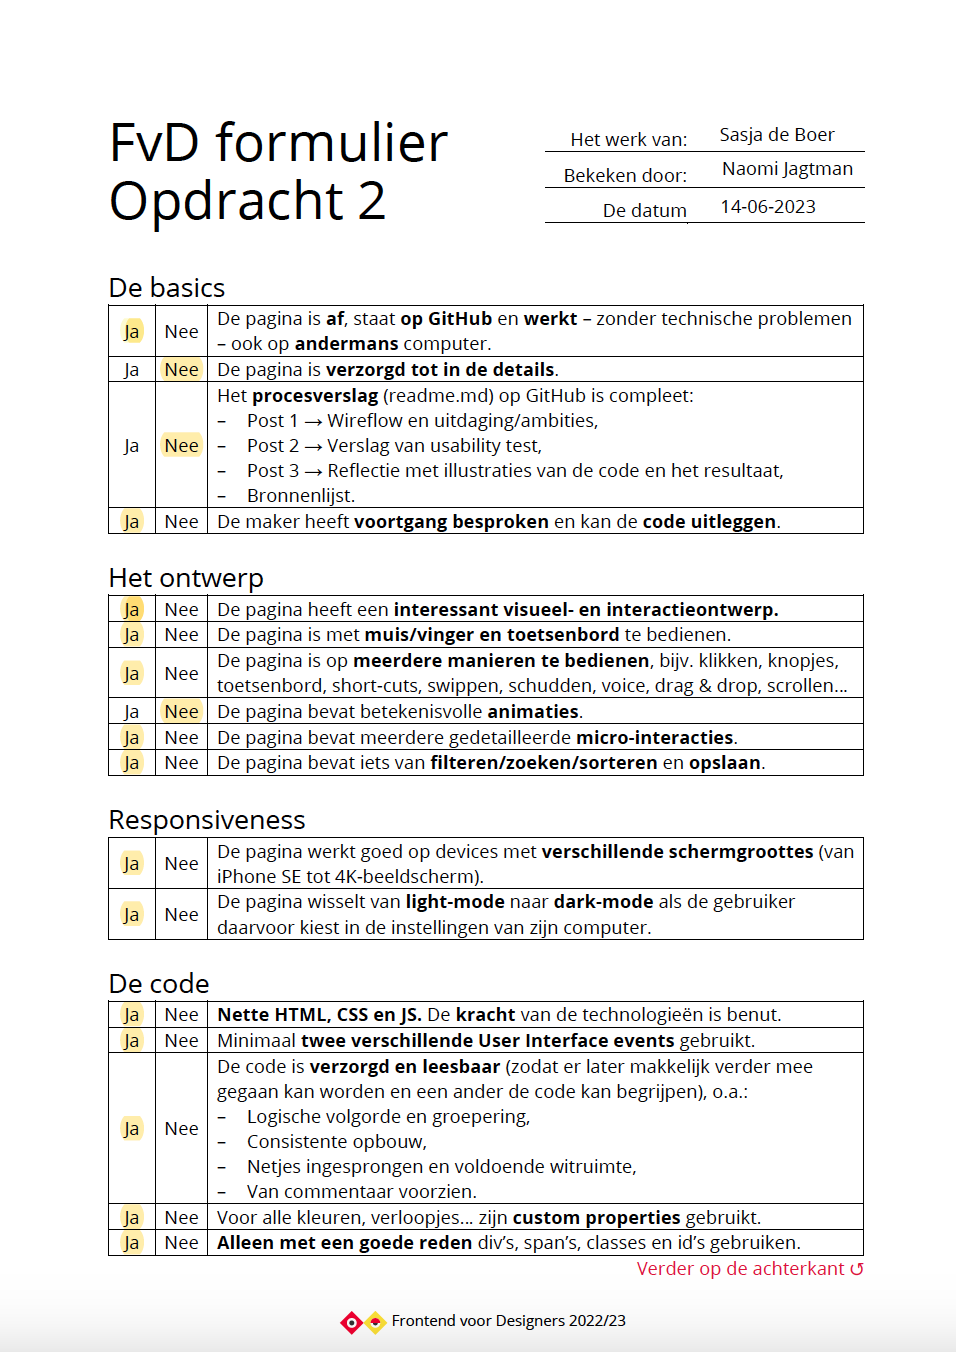 FvD formulier
Opdracht 2
Het werk van: Sasja de Boer
Bekeken door: Naomi Jagtman
De datum 14-06-2023
De basics
Ja Nee De pagina is af, staat op GitHub en werkt – zonder technische problemen
– ook op andermans computer.
Ja Nee De pagina is verzorgd tot in de details.
Het procesverslag (readme.md) op GitHub is compleet:
– Post 1 → Wireflow en uitdaging/ambities,
Ja Nee – Post 2 → Verslag van usability test,
– Post 3 → Reflectie met illustraties van de code en het resultaat,
– Bronnenlijst.
Ja Nee De maker heeft voortgang besproken en kan de code uitleggen.
Het ontwerp
Ja Nee De pagina heeft een interessant visueel- en interactieontwerp.
Ja Nee De pagina is met muis/vinger en toetsenbord te bedienen.
Ja Nee De pagina is op meerdere manieren te bedienen, bijv. klikken, knopjes,
toetsenbord, short-cuts, swippen, schudden, voice, drag & drop, scrollen...
Ja Nee De pagina bevat betekenisvolle animaties.
Ja Nee De pagina bevat meerdere gedetailleerde micro-interacties.
Ja Nee De pagina bevat iets van filteren/zoeken/sorteren en opslaan.
Responsiveness
Ja Nee De pagina werkt goed op devices met verschillende schermgroottes (van
iPhone SE tot 4K-beeldscherm).
Ja Nee De pagina wisselt van light-mode naar dark-mode als de gebruiker
daarvoor kiest in de instellingen van zijn computer.
De code
Ja Nee Nette HTML, CSS en JS. De kracht van de technologieën is benut.
Ja Nee Minimaal twee verschillende User Interface events gebruikt.
De code is verzorgd en leesbaar (zodat er later makkelijk verder mee
gegaan kan worden en een ander de code kan begrijpen), o.a.:
– Logische volgorde en groepering,
Ja Nee – Consistente opbouw,
– Netjes ingesprongen en voldoende witruimte,
– Van commentaar voorzien.
Ja Nee Voor alle kleuren, verloopjes... zijn custom properties gebruikt.
Ja Nee Alleen met een goede reden div’s, span’s, classes en id’s gebruiken.
Verder op de achterkant ↺
Frontend voor Designers 2022/23